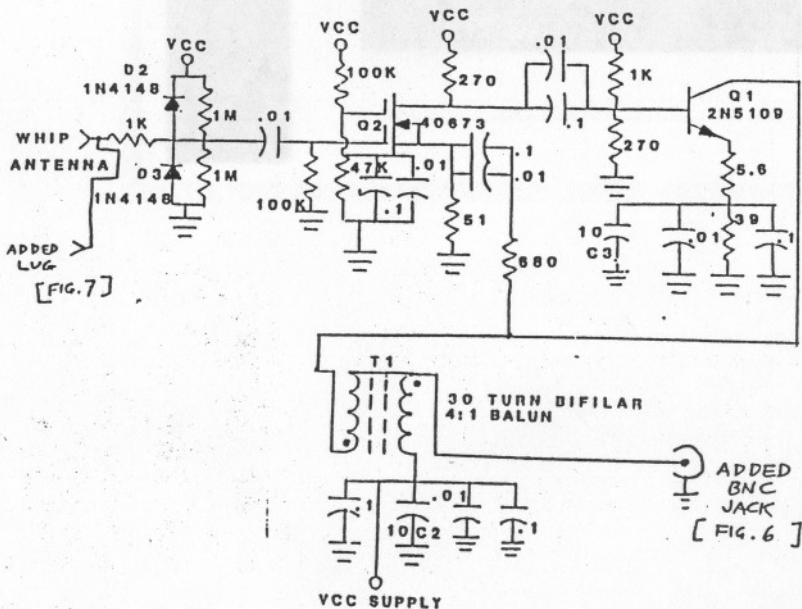 VCC
D2
1N4148
1M
1K
WHIP
ANTENNA
D3
1N4148
1M
.01
ADDED
LUG
[FIG.7]
VCC
100K
Q2
40673
47K
.01
.1
100K
VCC
270
.1
.01
51
680
.01
.1
VCC
1K
270
Q1
2N5109
5.6
10
C3
.01
39
.1
T1
30 TURN BIFILAR
4:1 BALUN
.1
10 C2
.01
.1
ADDED
BNC
JACK
[FIG.6]
VCC SUPPLY